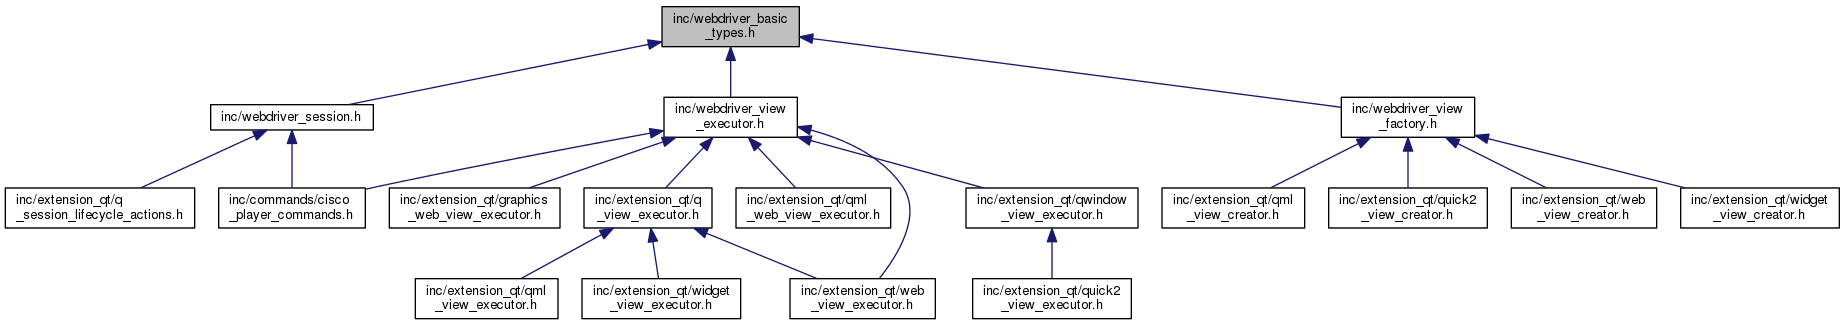 inc/webdriver_basic
_types.h
inc/webdriver_session.h
inc/webdriver_view
_executor.h
inc/webdriver_view
_factory.h
inc/extension_qt/q
_session_lifecycle_actions.h
inc/commands/cisco
_player_commands.h
inc/extension_qt/graphics
_web_view_executor.h
inc/extension_qt/q
_view_executor.h
inc/extension_qt/qml
_web_view_executor.h
inc/extension_qt/qwindow
_view_executor.h
inc/extension_qt/qml
_view_creator.h
inc/extension_qt/quick2
_view_creator.h
inc/extension_qt/web
_view_creator.h
inc/extension_qt/widget
_view_creator.h
inc/extension_qt/qml
_view_executor.h
inc/extension_qt/widget
_view_executor.h
inc/extension_qt/web
_view_executor.h
inc/extension_qt/quick2
_view_executor.h